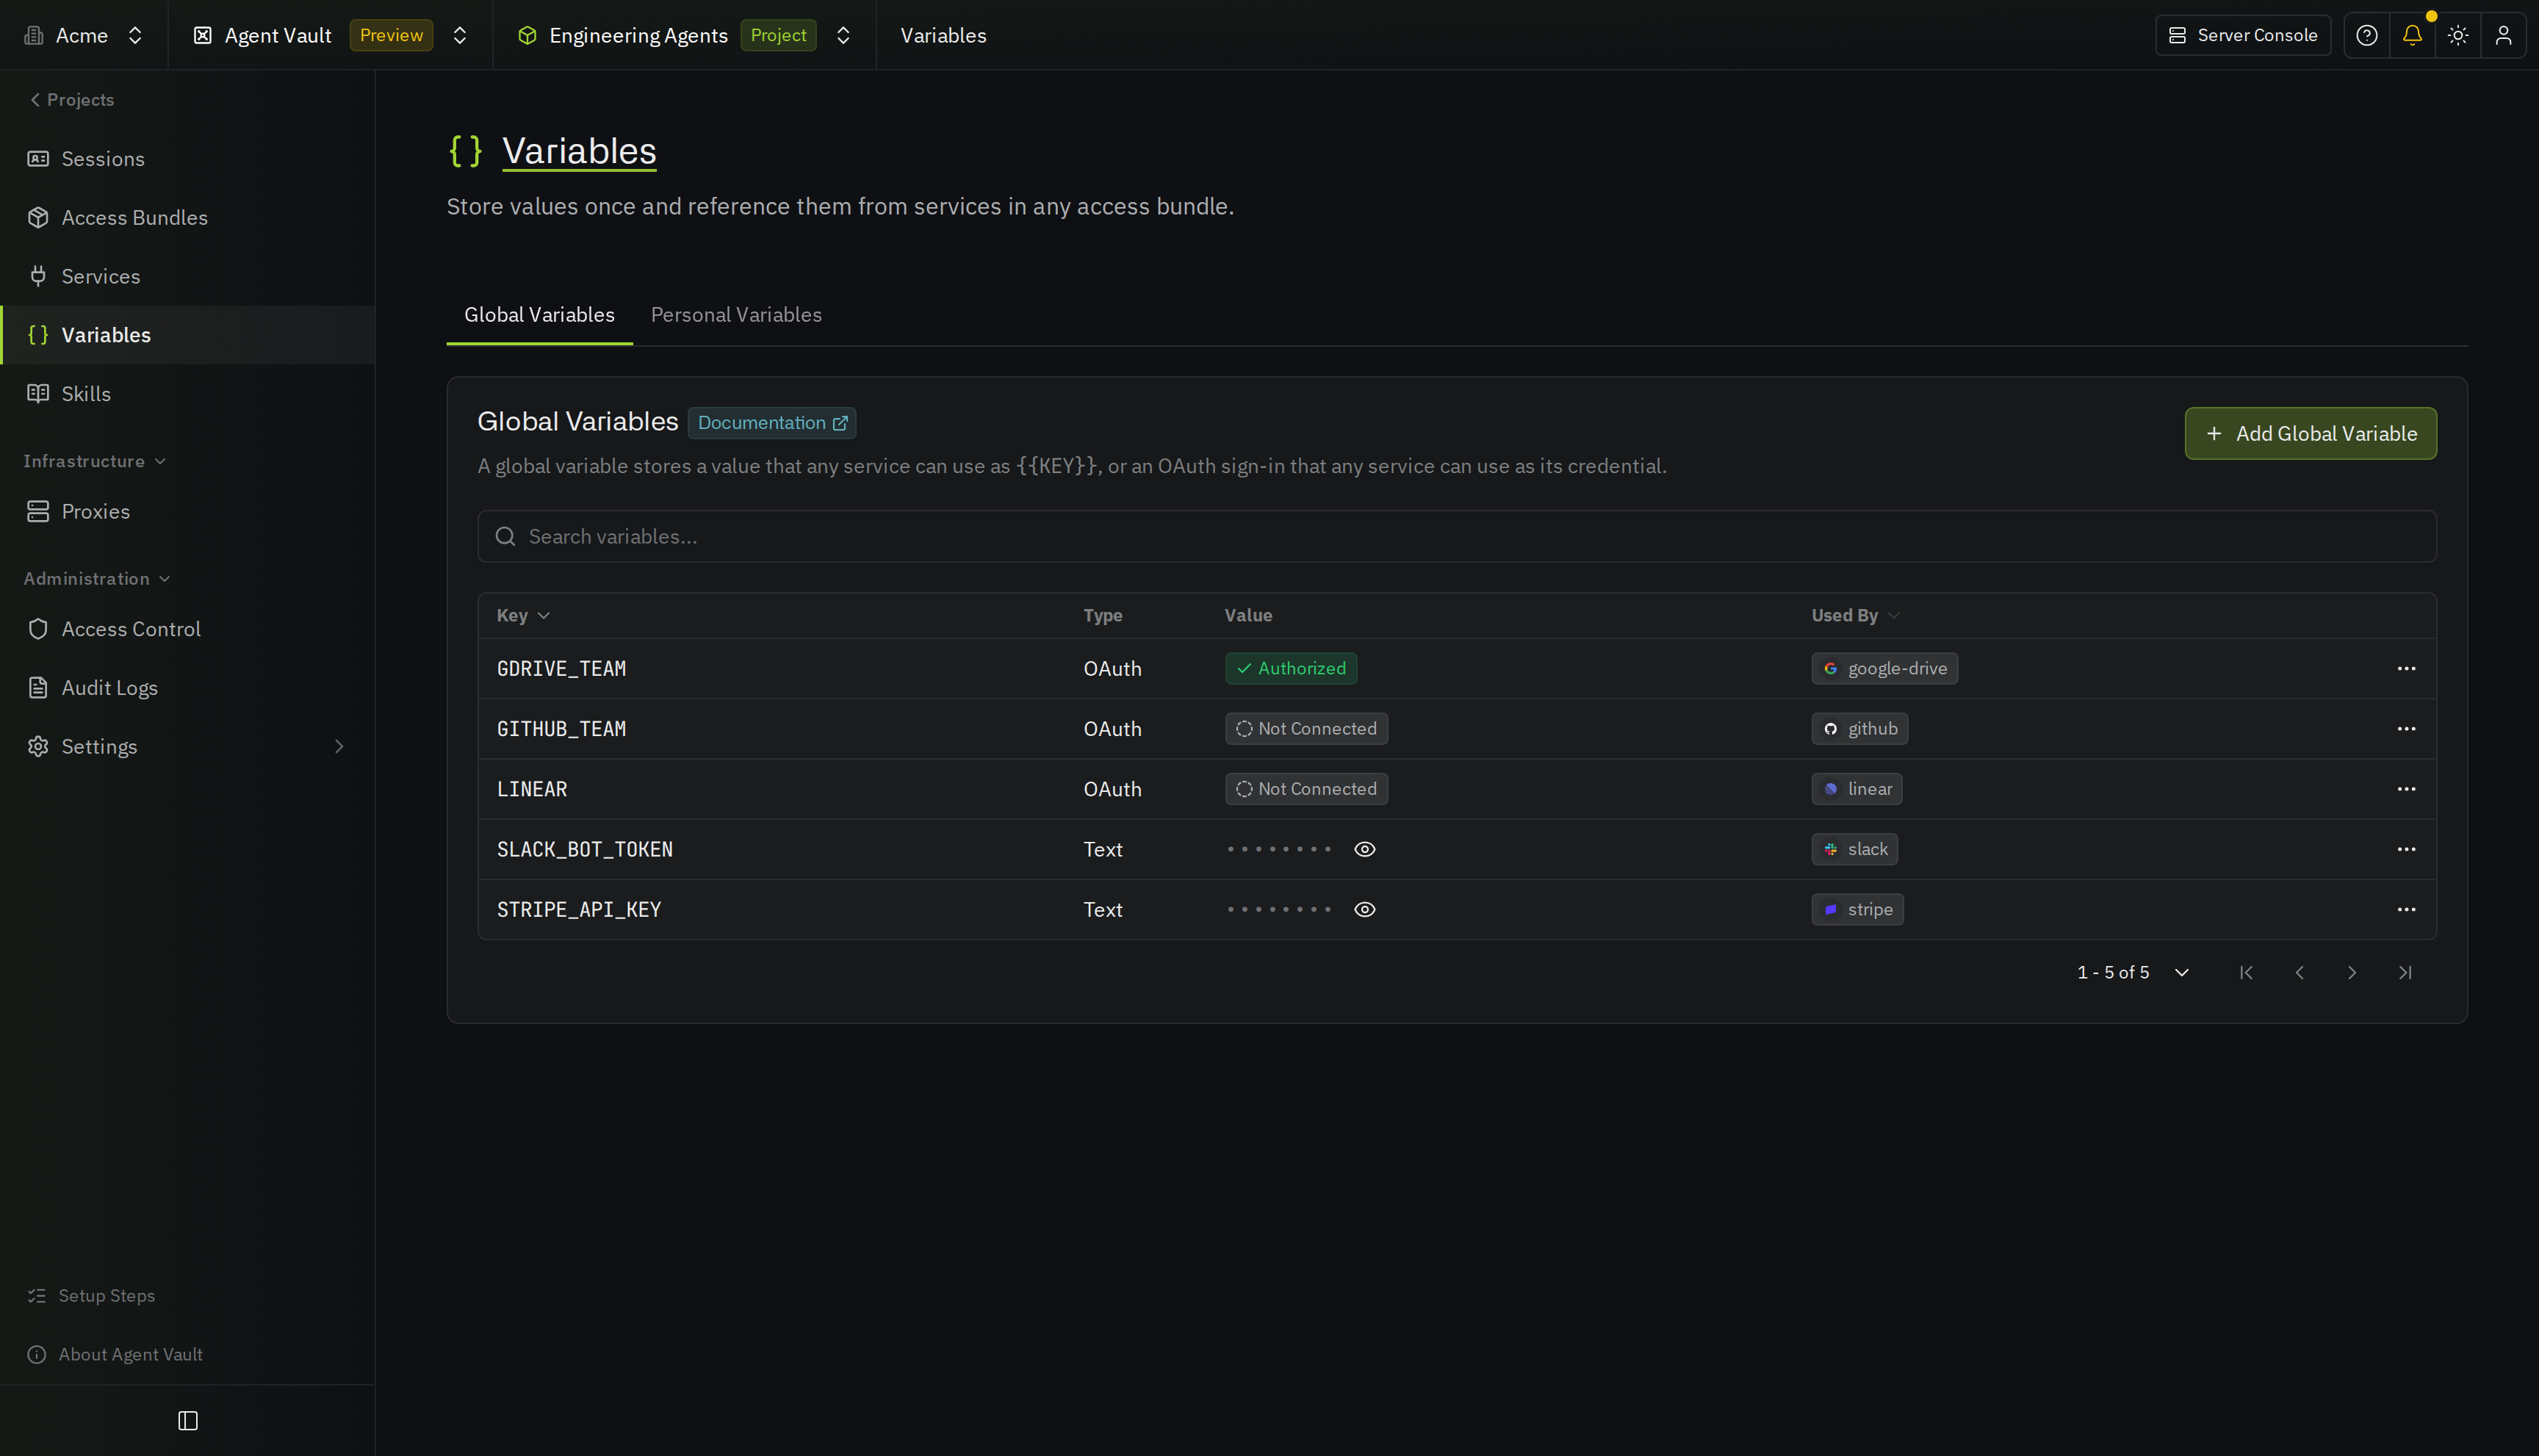 Acme
Agent Vault Preview
Engineering Agents Project
Variables
Server Console
Projects
Sessions
Access Bundles
Services
Variables
Skills
Infrastructure
Proxies
Administration
Access Control
Audit Logs
Settings
Setup Steps
About Agent Vault
{ } Variables
Store values once and reference them from services in any access bundle.
Global Variables Personal Variables
Global Variables Documentation
A global variable stores a value that any service can use as {{KEY}}, or an OAuth sign-in that any service can use as its credential.
+ Add Global Variable
Search variables...
Key Type Value Used By
GDRIVE_TEAM OAuth Authorized google-drive
GITHUB_TEAM OAuth Not Connected github
LINEAR OAuth Not Connected linear
SLACK_BOT_TOKEN Text •••••••• slack
STRIPE_API_KEY Text •••••••• stripe
1 - 5 of 5